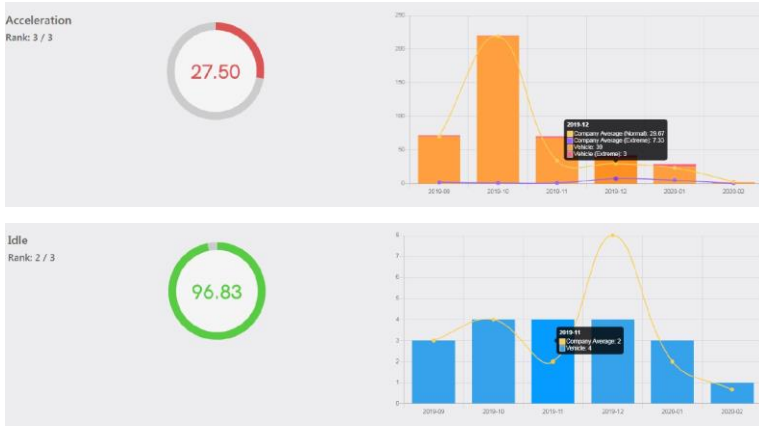 Acceleration
Rank: 3 / 3
27.50
250
200
150
100
50
0
2019-12
Company Average (Normal): 29.67
Company Average (Extreme): 7.33
Vehicle: 39
Vehicle (Extreme): 3
2019-09 2019-10 2019-11 2019-12 2020-01 2020-02
Idle
Rank: 2 / 3
96.83
8
7
6
5
4
3
2
1
0
2019-11
Company Average: 2
Vehicle: 4
2019-09 2019-10 2019-11 2019-12 2020-01 2020-02